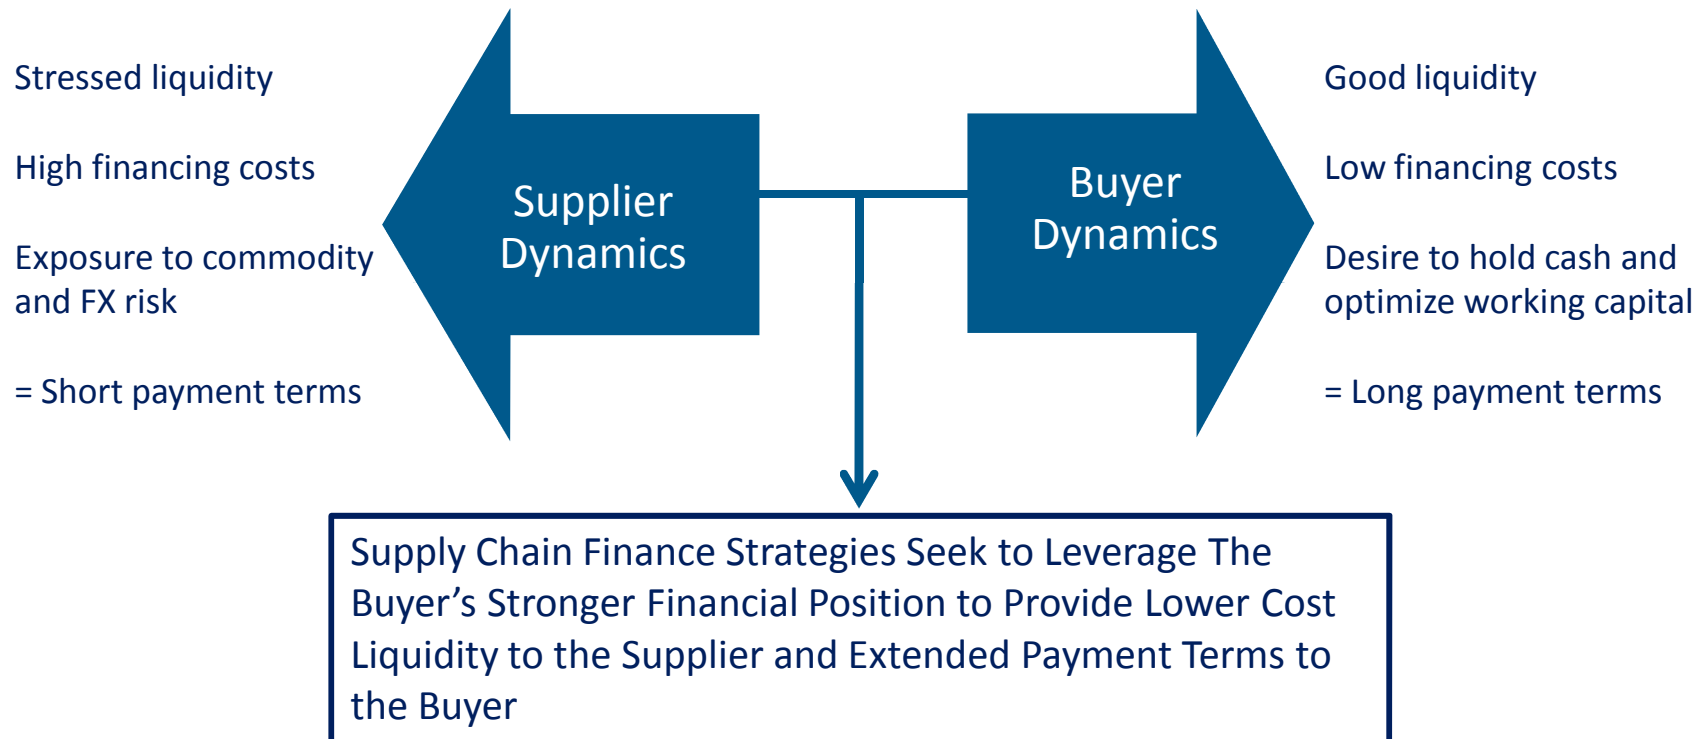 Stressed liquidity
High financing costs
Exposure to commodity
and FX risk
= Short payment terms
Supplier
Dynamics
Buyer
Dynamics
Good liquidity
Low financing costs
Desire to hold cash and
optimize working capital
= Long payment terms
Supply Chain Finance Strategies Seek to Leverage The
Buyer’s Stronger Financial Position to Provide Lower Cost
Liquidity to the Supplier and Extended Payment Terms to
the Buyer